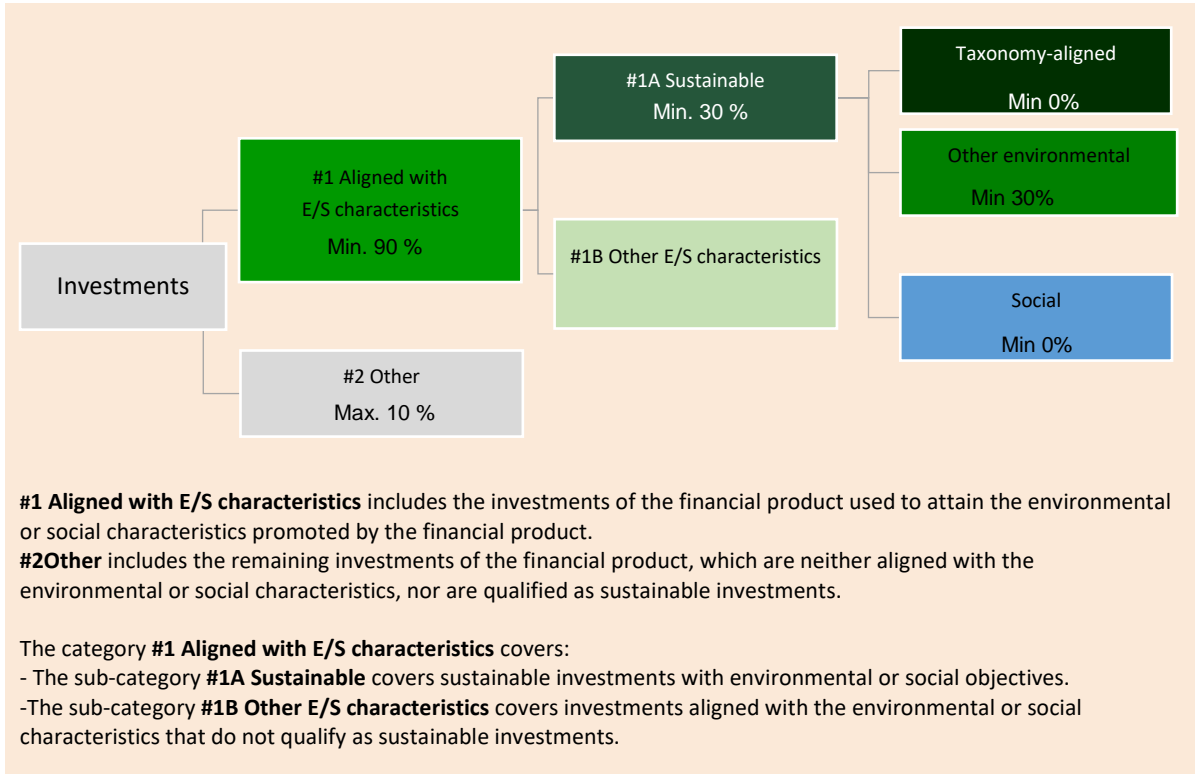 Taxonomy-aligned
Min 0%
#1A Sustainable
Min. 30 %
Other environmental
Min 30%
#1 Aligned with
E/S characteristics
Min. 90 %
#1B Other E/S characteristics
Investments
Social
Min 0%
#2 Other
Max. 10 %
#1 Aligned with E/S characteristics includes the investments of the financial product used to attain the environmental
or social characteristics promoted by the financial product.
#2Other includes the remaining investments of the financial product, which are neither aligned with the
environmental or social characteristics, nor are qualified as sustainable investments.
The category #1 Aligned with E/S characteristics covers:
- The sub-category #1A Sustainable covers sustainable investments with environmental or social objectives.
-The sub-category #1B Other E/S characteristics covers investments aligned with the environmental or social
characteristics that do not qualify as sustainable investments.